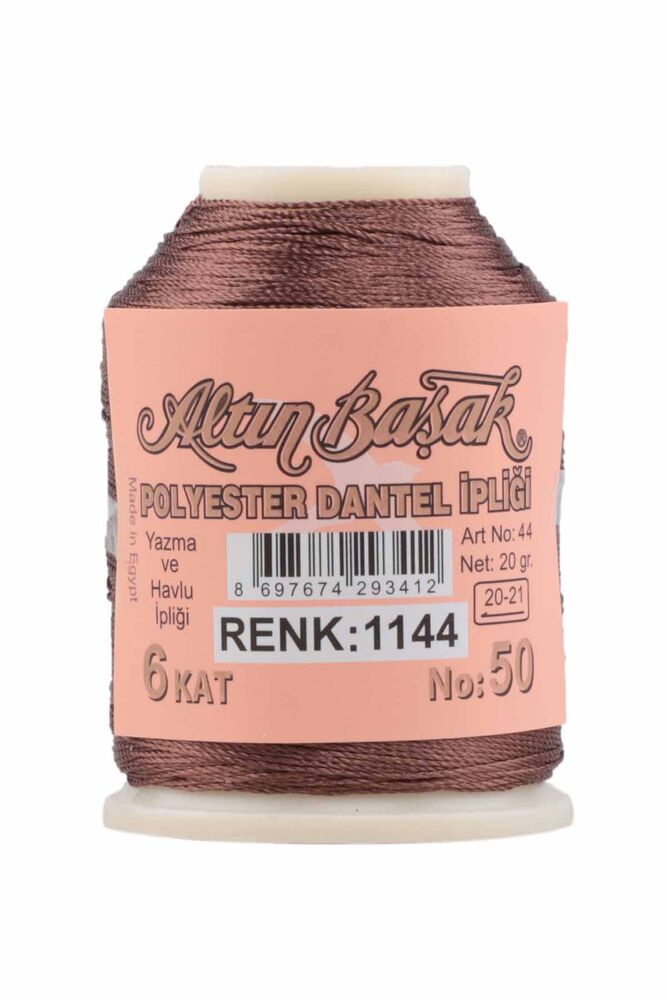 Altın Başak ®
POLYESTER DANTEL İPLİĞİ
Made in Egypt
Yazma
ve
Havlu
İpliği
8 697674 293412
Art No: 44
Net: 20 gr.
20-21
RENK:1144
6 KAT
No: 50